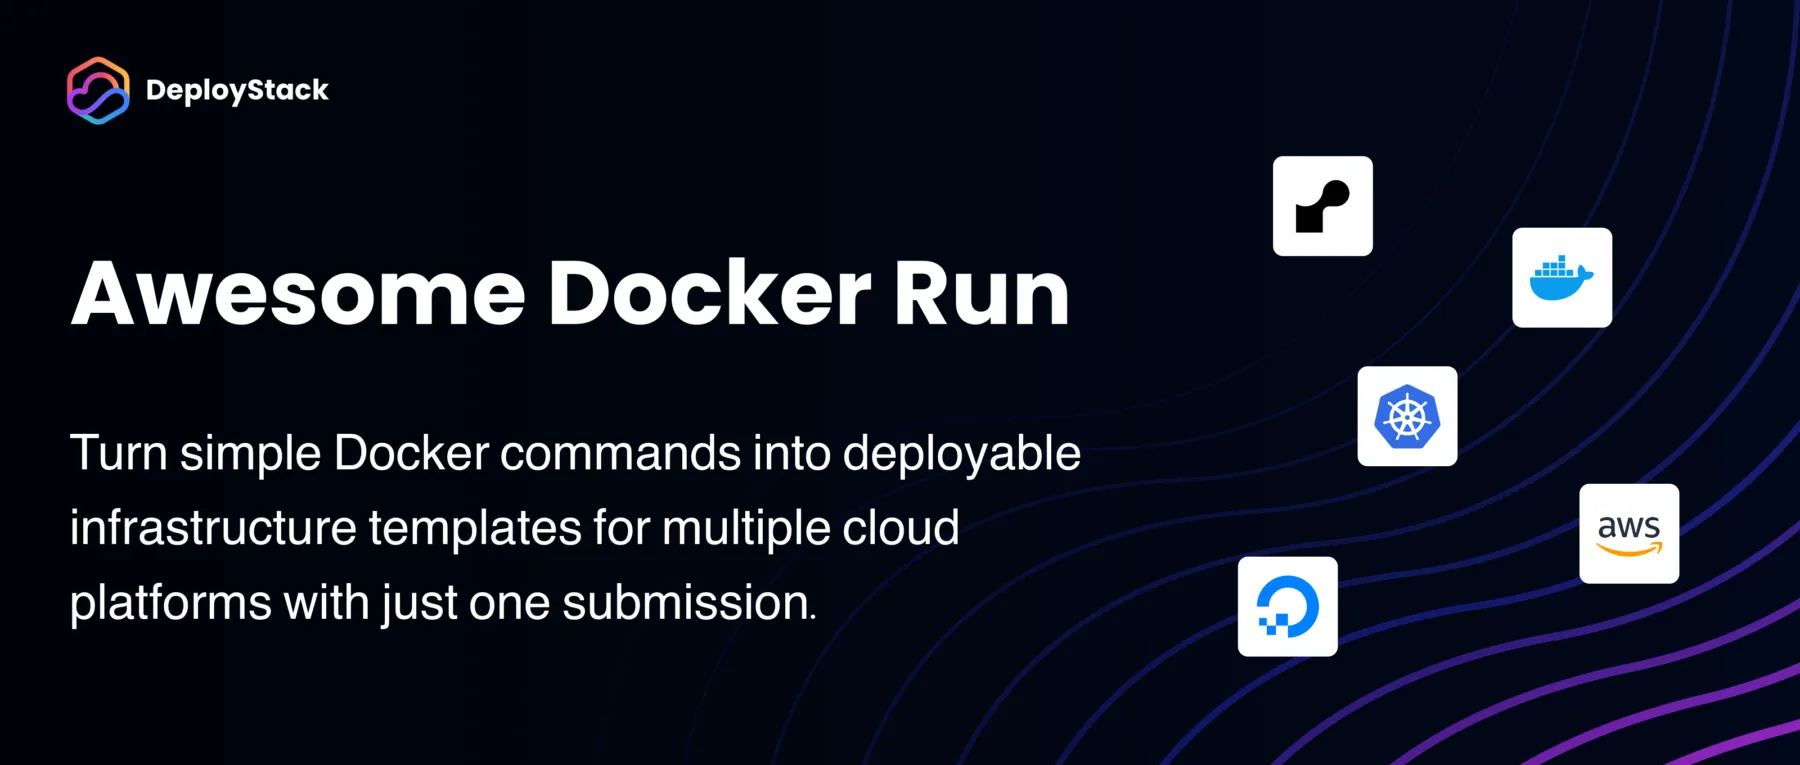 DeployStack
Awesome Docker Run
Turn simple Docker commands into deployable
infrastructure templates for multiple cloud
platforms with just one submission.
aws